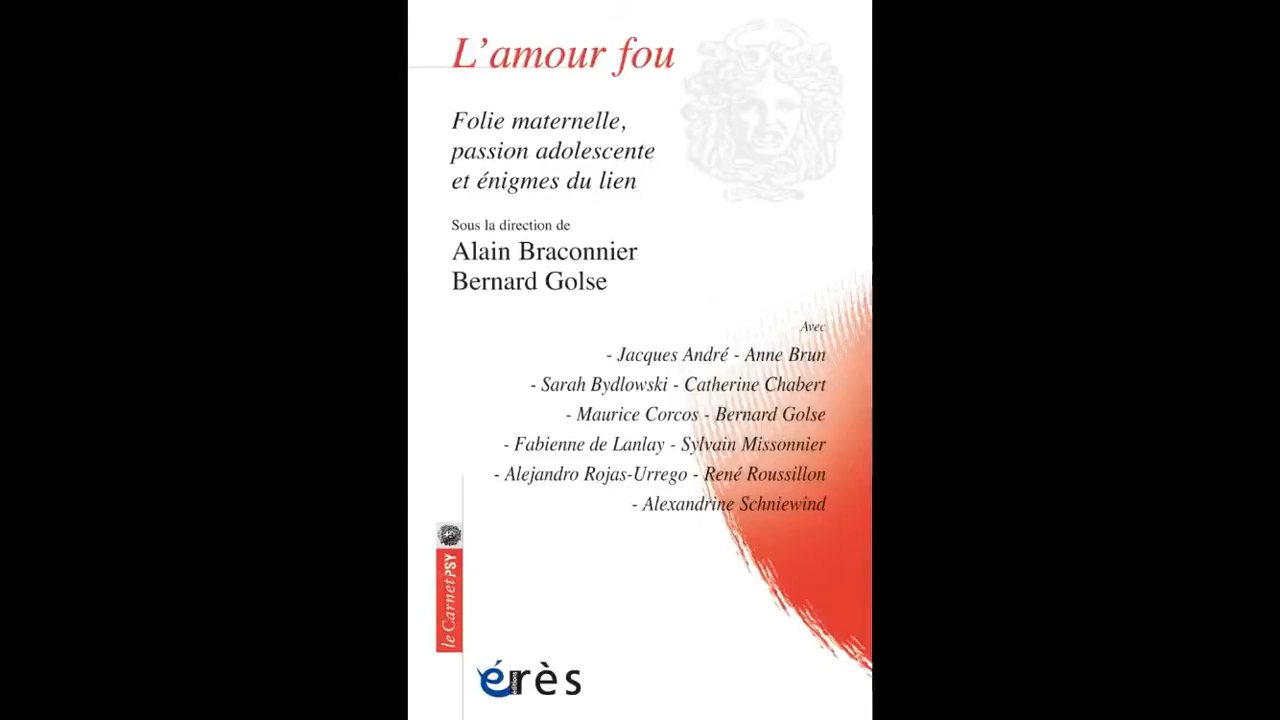 L'amour fou
Folie maternelle,
passion adolescente
et énigmes du lien
Sous la direction de
Alain Braconnier
Bernard Golse
Avec
- Jacques André - Anne Brun
- Sarah Bydlowski - Catherine Chabert
- Maurice Corcos - Bernard Golse
- Fabienne de Lanlay - Sylvain Missonnier
- Alejandro Rojas-Urrego - René Roussillon
- Alexandrine Schniewind
le Carnet PSY
érès
éditions